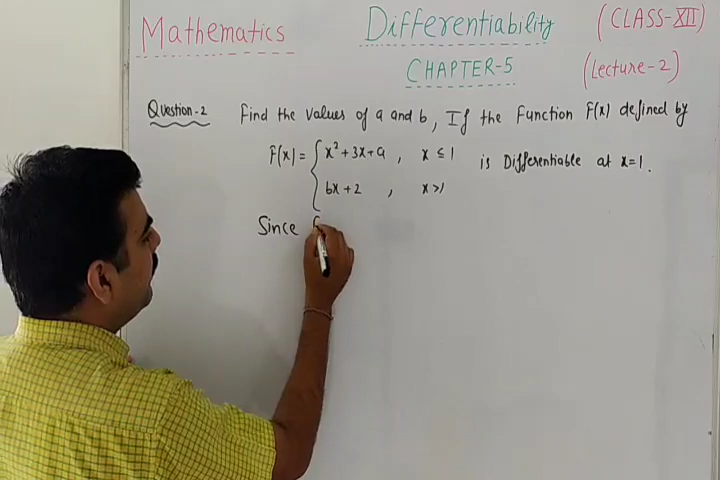 Mathematics Differentiability (CLASS-XII)
CHAPTER-5 (Lecture-2)
Question-2 Find the values of a and b, If the Function F(x) defined by
F(x) = { x² + 3x + a , x ≤ 1
bx + 2 , x > 1
is Differentiable at x=1.
Since f